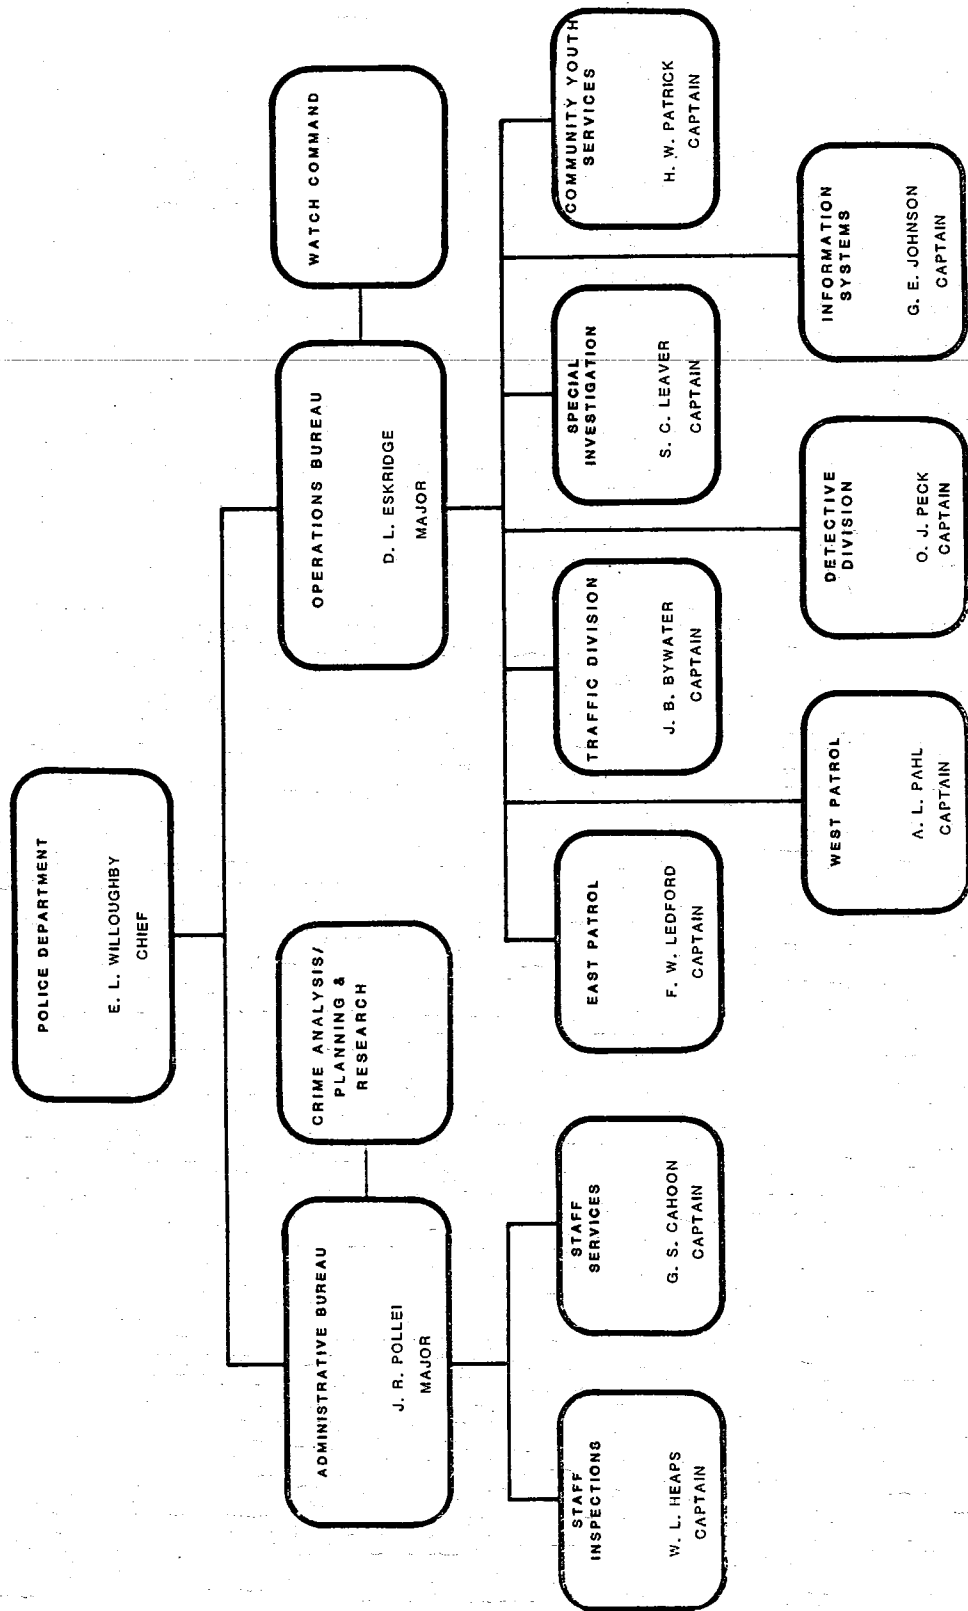 POLICE DEPARTMENT
E. L. WILLOUGHBY
CHIEF
ADMINISTRATIVE BUREAU
J. R. POLLEI
MAJOR
CRIME ANALYSIS/
PLANNING &
RESEARCH
OPERATIONS BUREAU
D. L. ESKRIDGE
MAJOR
WATCH COMMAND
STAFF
INSPECTIONS
W. L. HEAPS
CAPTAIN
STAFF
SERVICES
G. S. CAHOON
CAPTAIN
EAST PATROL
F. W. LEDFORD
CAPTAIN
TRAFFIC DIVISION
J. B. BYWATER
CAPTAIN
SPECIAL
INVESTIGATION
S. C. LEAVER
CAPTAIN
COMMUNITY YOUTH
SERVICES
H. W. PATRICK
CAPTAIN
WEST PATROL
A. L. PAHL
CAPTAIN
DETECTIVE
DIVISION
O. J. PECK
CAPTAIN
INFORMATION
SYSTEMS
G. E. JOHNSON
CAPTAIN